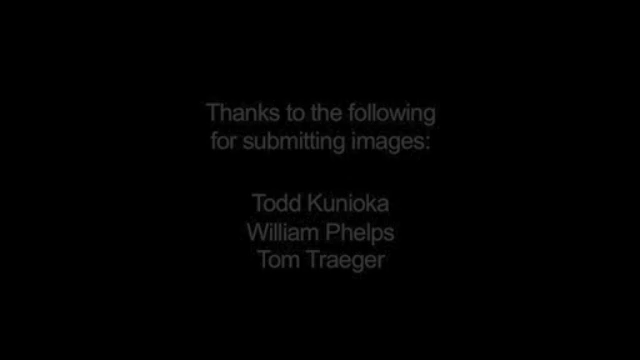 Thanks to the following
for submitting images:
Todd Kunioka
William Phelps
Tom Traeger